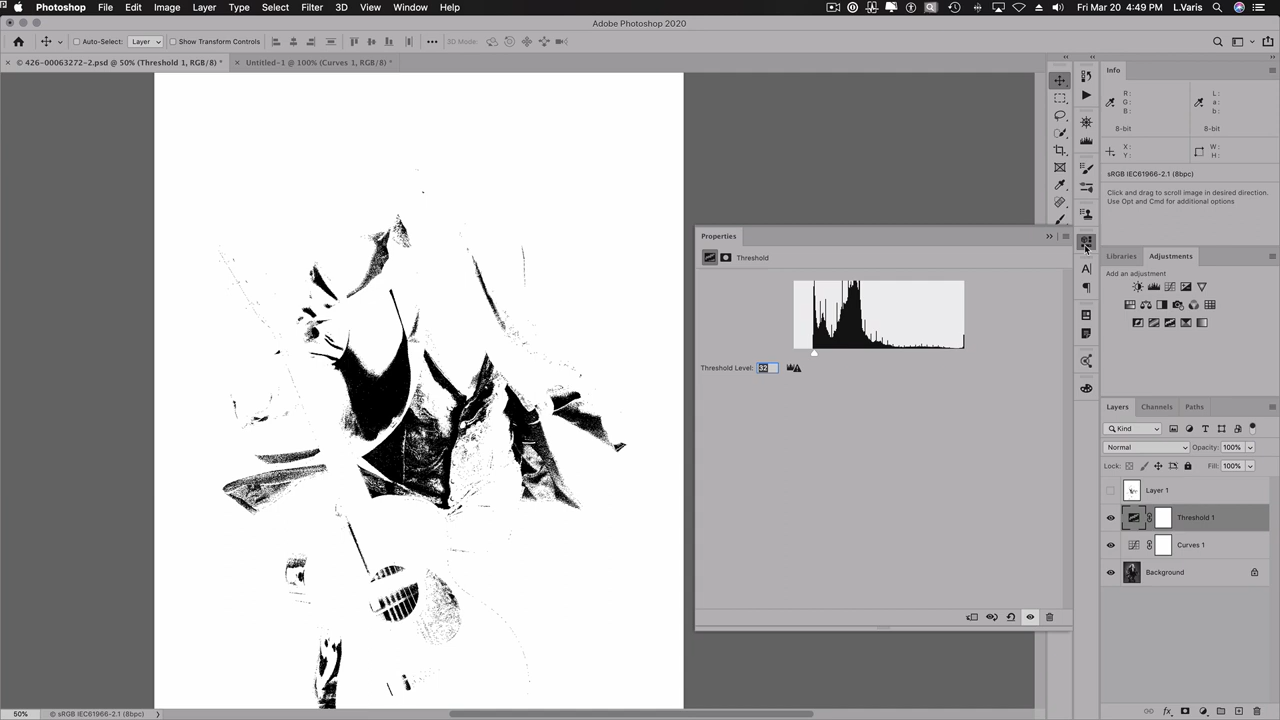 Photoshop File Edit Image Layer Type Select Filter 3D View Window Help Fri Mar 20 4:49 PM L.Varis
Adobe Photoshop 2020
Auto-Select: Layer Show Transform Controls ••• 3D Mode:
× © 426-00063272-2.psd @ 50% (Threshold 1, RGB/8) * × Untitled-1 @ 100% (Curves 1, RGB/8) *
Info
R: L:
G: a:
B: b:
8-bit 8-bit
X: W:
Y: H:
sRGB IEC61966-2.1 (8bpc)
Click and drag to scroll image in desired direction.
Use Opt and Cmd for additional options
Properties
Threshold
Threshold Level: 32
Libraries Adjustments
Add an adjustment
Layers Channels Paths
Kind
Normal Opacity: 100%
Lock: Fill: 100%
Layer 1
Threshold 1
Curves 1
Background
50% © sRGB IEC61966-2.1 (8bpc)